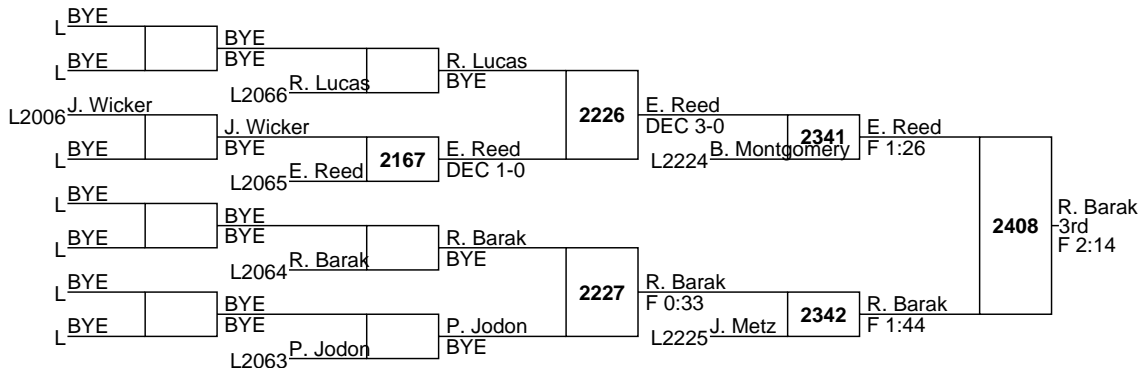 L BYE
BYE
BYE
L BYE
R. Lucas
BYE
L2066 R. Lucas
2226
E. Reed
DEC 3-0
L2006 J. Wicker
J. Wicker
BYE
2341
E. Reed
F 1:26
L BYE
2167
E. Reed
DEC 1-0
L2224 B. Montgomery
L2065 E. Reed
L BYE
BYE
BYE
2408
R. Barak
3rd
F 2:14
L BYE
R. Barak
BYE
L2064 R. Barak
2227
R. Barak
F 0:33
L BYE
BYE
BYE
2342
R. Barak
F 1:44
L BYE
P. Jodon
BYE
L2225 J. Metz
L2063 P. Jodon